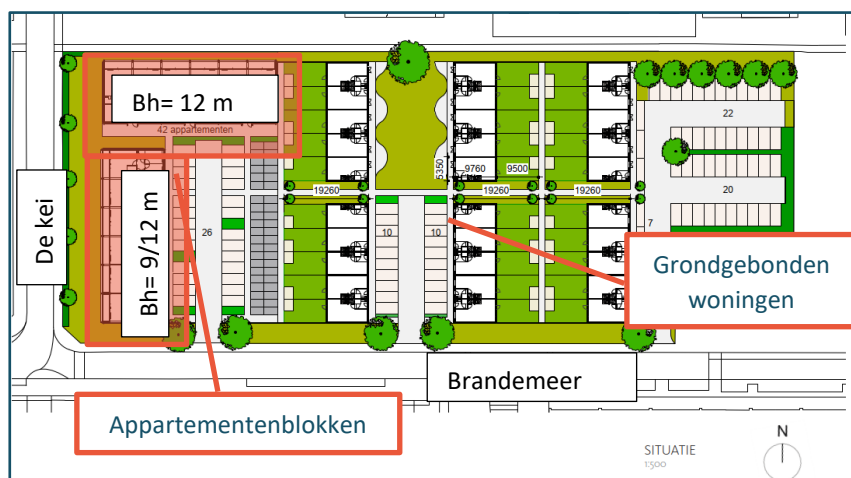 Bh= 12 m
42 appartementen
22
5350
9760
9500
19260
19260
19260
20
De kei
Bh= 9/12 m
26
10
10
7
Grondgebonden
woningen
Brandemeer
Appartementenblokken
SITUATIE
1:500
N